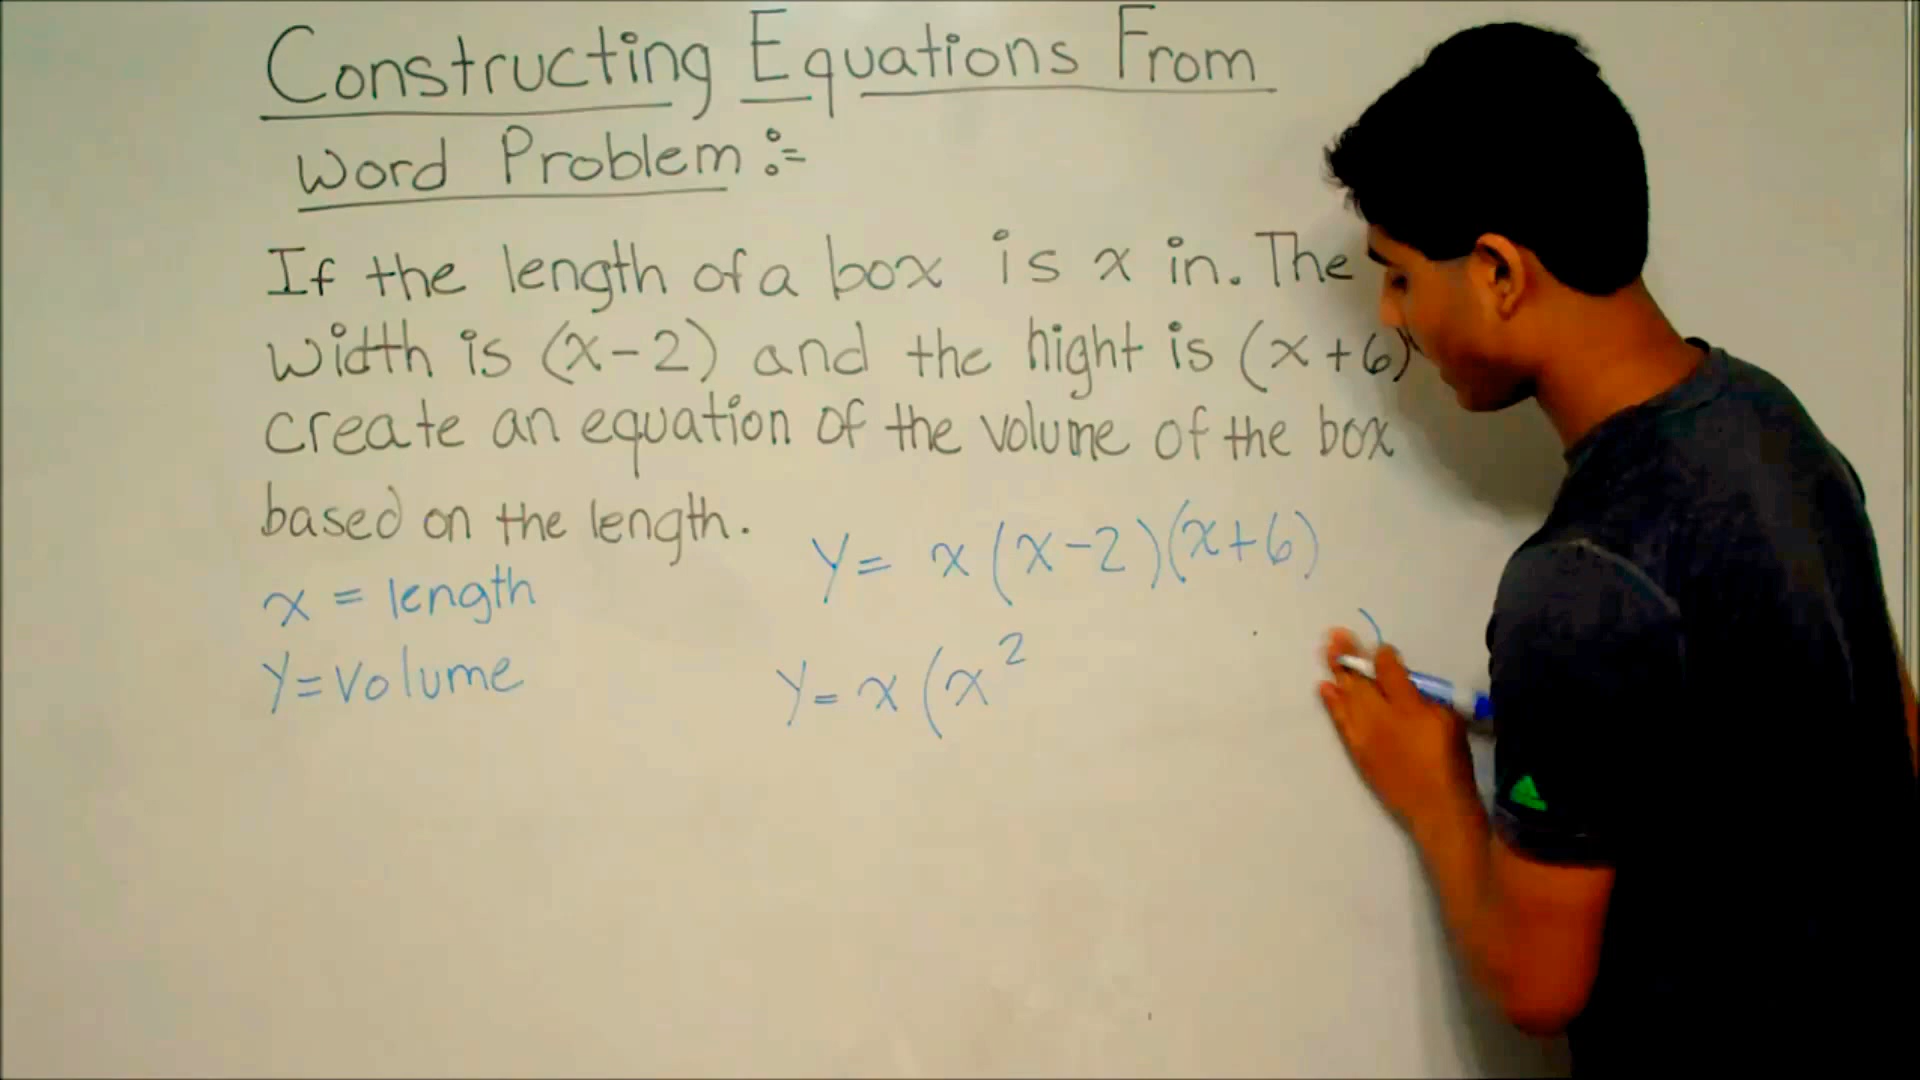 Constructing Equations From
Word Problem :-
If the length of a box is x in. The
width is (x-2) and the hight is (x+6)
create an equation of the volume of the box
based on the length.
y= x(x-2)(x+6)
x = length
y=x(x² )
y=volume